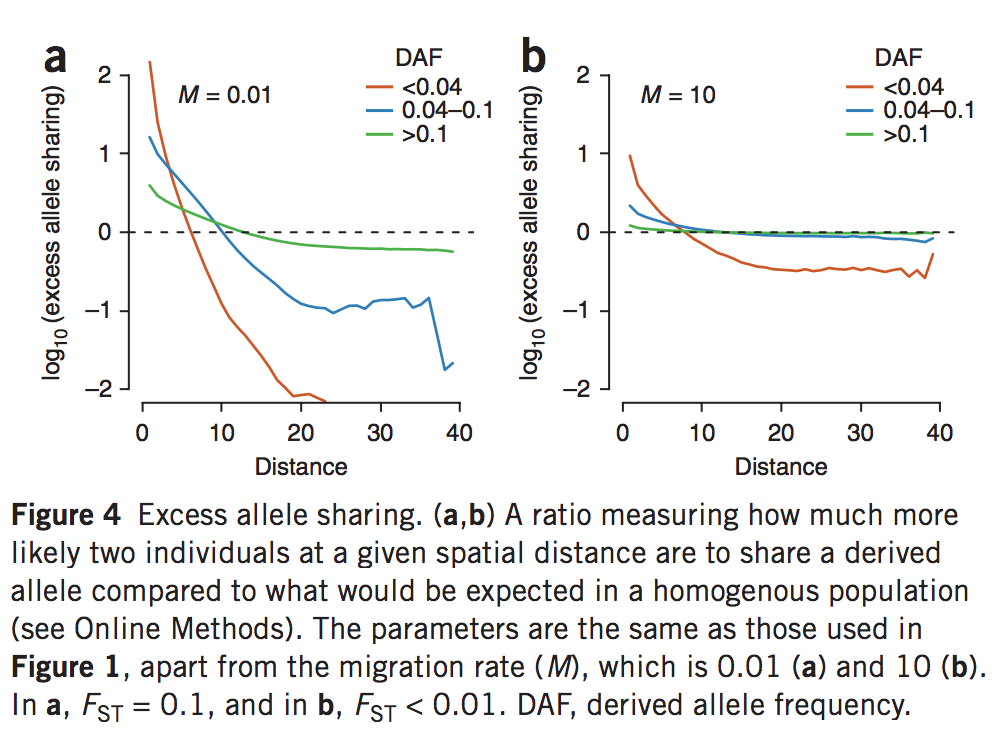 a
b
DAF
<0.04
0.04–0.1
>0.1
M = 0.01
log10 (excess allele sharing)
2
1
0
–1
–2
0 10 20 30 40
Distance
DAF
<0.04
0.04–0.1
>0.1
M = 10
log10 (excess allele sharing)
2
1
0
–1
–2
0 10 20 30 40
Distance
Figure 4 Excess allele sharing. (a,b) A ratio measuring how much more
likely two individuals at a given spatial distance are to share a derived
allele compared to what would be expected in a homogenous population
(see Online Methods). The parameters are the same as those used in
Figure 1, apart from the migration rate (M), which is 0.01 (a) and 10 (b).
In a, FST = 0.1, and in b, FST < 0.01. DAF, derived allele frequency.